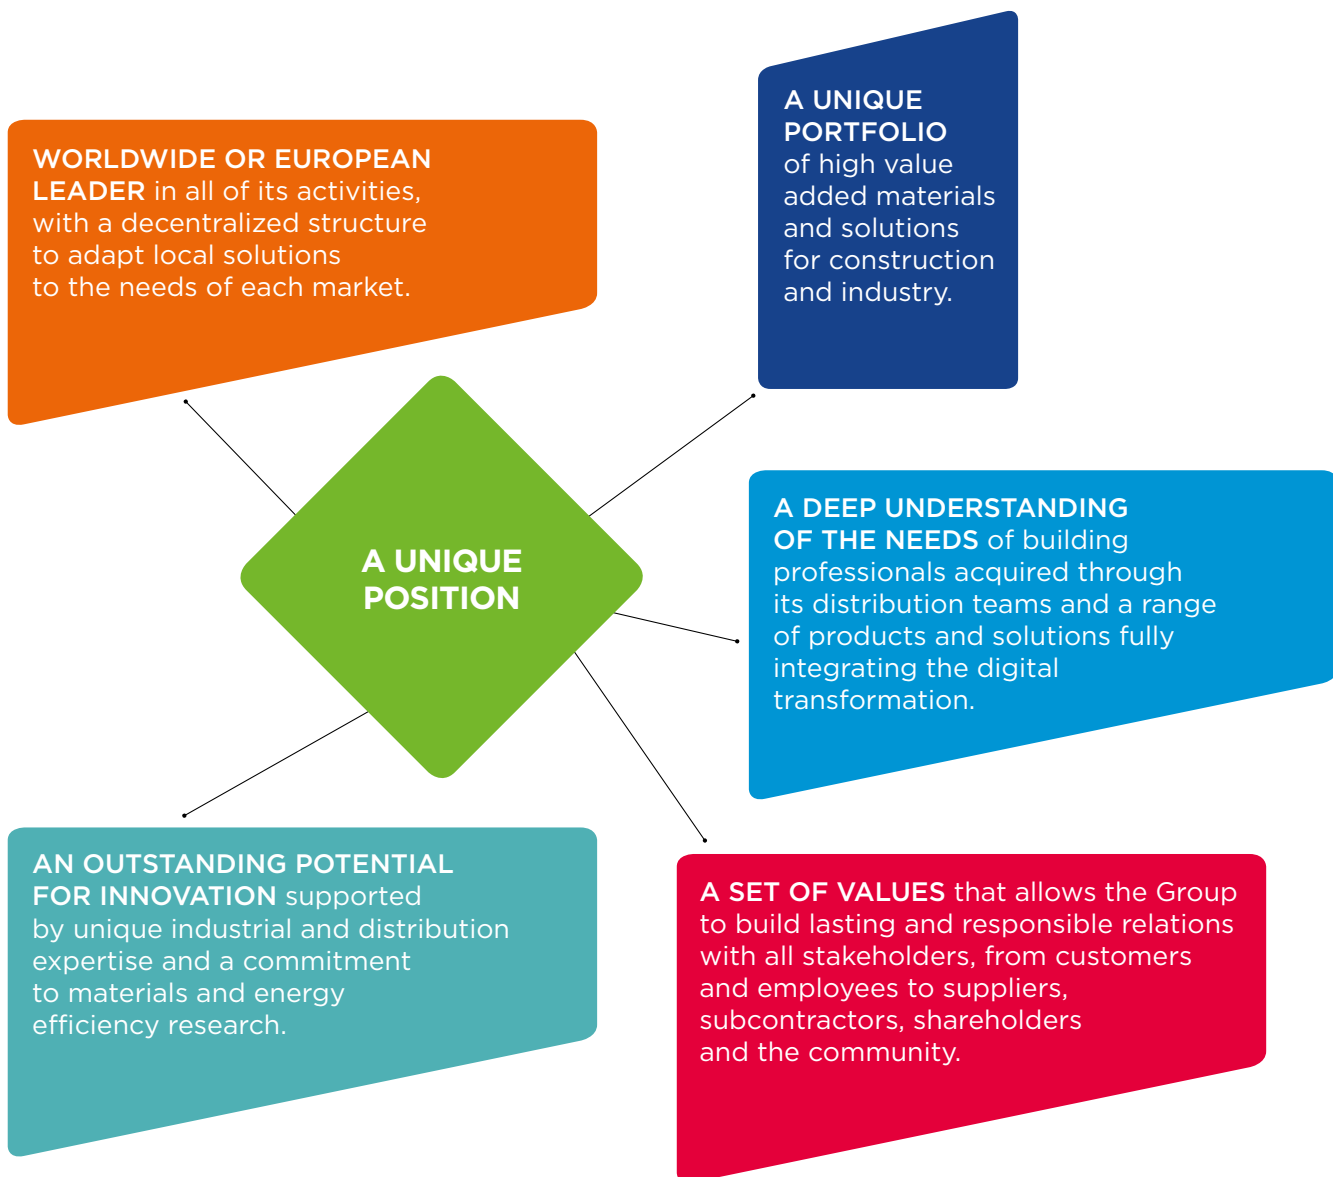 WORLDWIDE OR EUROPEAN
LEADER in all of its activities,
with a decentralized structure
to adapt local solutions
to the needs of each market.
A UNIQUE
PORTFOLIO
of high value
added materials
and solutions
for construction
and industry.
A UNIQUE
POSITION
A DEEP UNDERSTANDING
OF THE NEEDS of building
professionals acquired through
its distribution teams and a range
of products and solutions fully
integrating the digital
transformation.
AN OUTSTANDING POTENTIAL
FOR INNOVATION supported
by unique industrial and distribution
expertise and a commitment
to materials and energy
efficiency research.
A SET OF VALUES that allows the Group
to build lasting and responsible relations
with all stakeholders, from customers
and employees to suppliers,
subcontractors, shareholders
and the community.